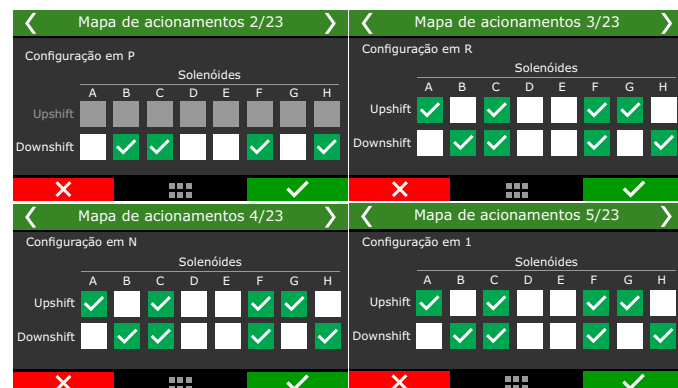 Mapa de acionamentos 2/23
Configuração em P
Solenóides
A B C D E F G H
Upshift
Downshift
Mapa de acionamentos 3/23
Configuração em R
Solenóides
A B C D E F G H
Upshift
Downshift
Mapa de acionamentos 4/23
Configuração em N
Solenóides
A B C D E F G H
Upshift
Downshift
Mapa de acionamentos 5/23
Configuração em 1
Solenóides
A B C D E F G H
Upshift
Downshift